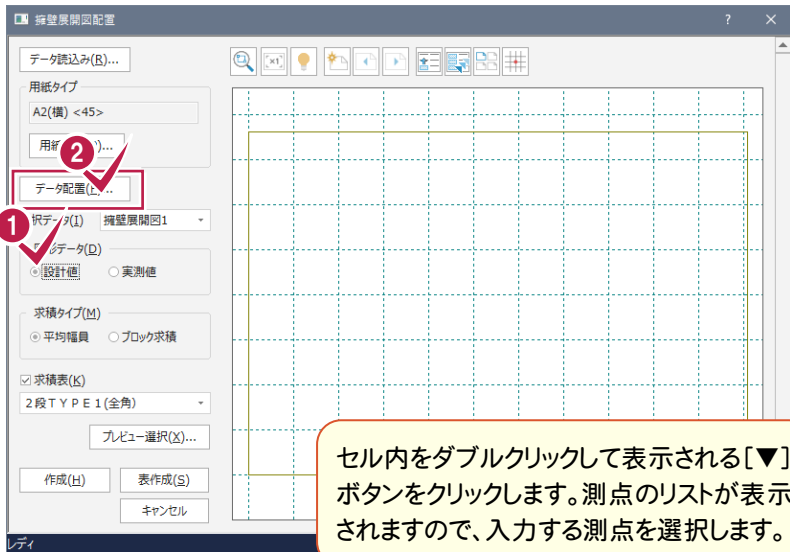 擁壁展開図配置
? ×
データ読込み(R)...
用紙タイプ
A2(横) <45>
...
2
データ配置(
1
擁壁展開図1
データ(D)
設計値 実測値
求積タイプ(M)
平均幅員 ブロック求積
求積表(K)
2段TYPE1(全角)
プレビュー選択(X)...
作成(H) 表作成(S)
キャンセル
レディ
セル内をダブルクリックして表示される[▼]
ボタンをクリックします。測点のリストが表示
されますので、入力する測点を選択します。